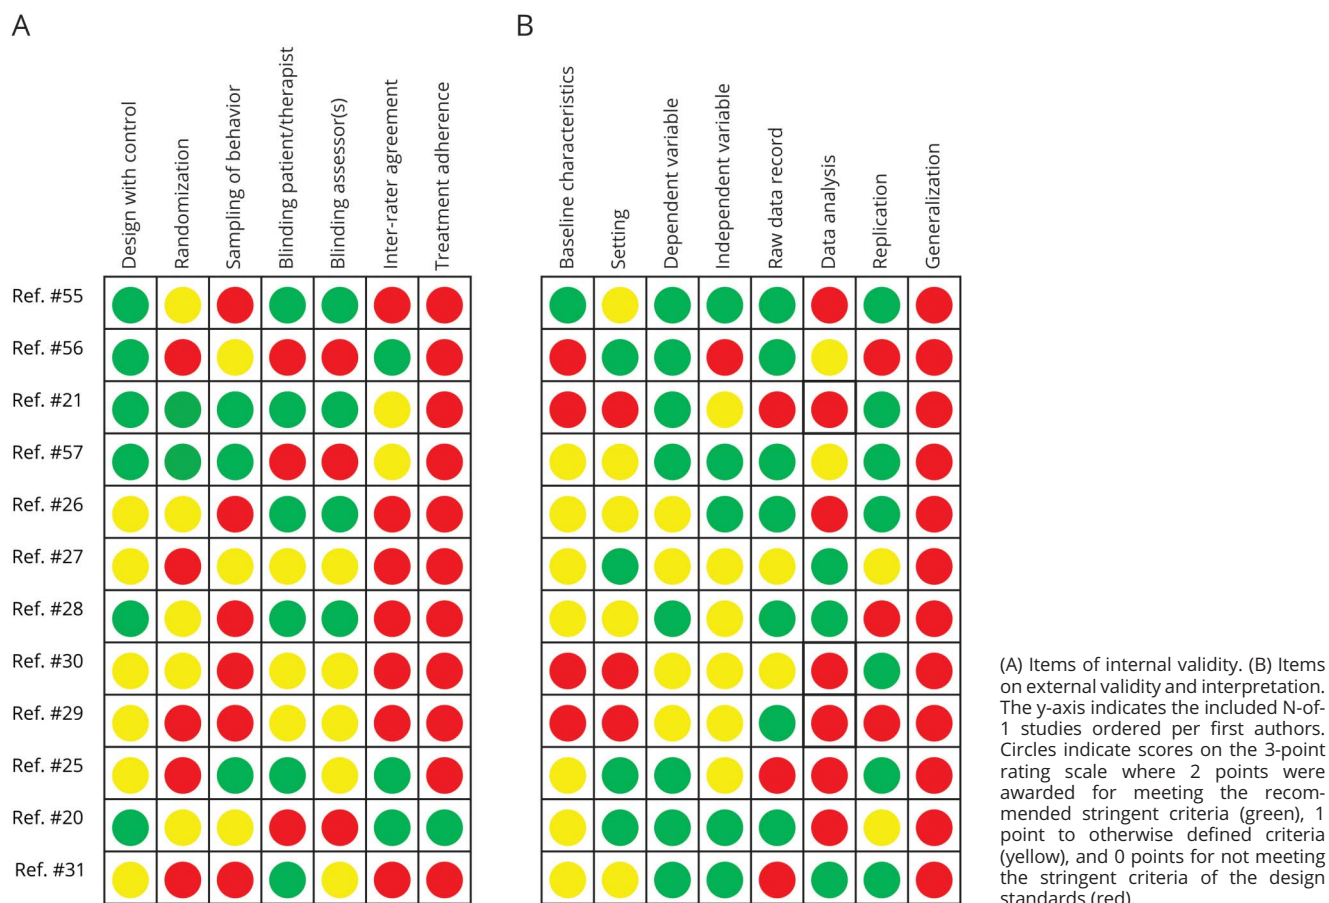 A
B
Design with control
Randomization
Sampling of behavior
Blinding patient/therapist
Blinding assessor(s)
Inter-rater agreement
Treatment adherence
Baseline characteristics
Setting
Dependent variable
Independent variable
Raw data record
Data analysis
Replication
Generalization
Ref. #55
Ref. #56
Ref. #21
Ref. #57
Ref. #26
Ref. #27
Ref. #28
Ref. #30
Ref. #29
Ref. #25
Ref. #20
Ref. #31
(A) Items of internal validity. (B) Items
on external validity and interpretation.
The y-axis indicates the included N-of-
1 studies ordered per first authors.
Circles indicate scores on the 3-point
rating scale where 2 points were
awarded for meeting the recom-
mended stringent criteria (green), 1
point to otherwise defined criteria
(yellow), and 0 points for not meeting
the stringent criteria of the design
standards (red)